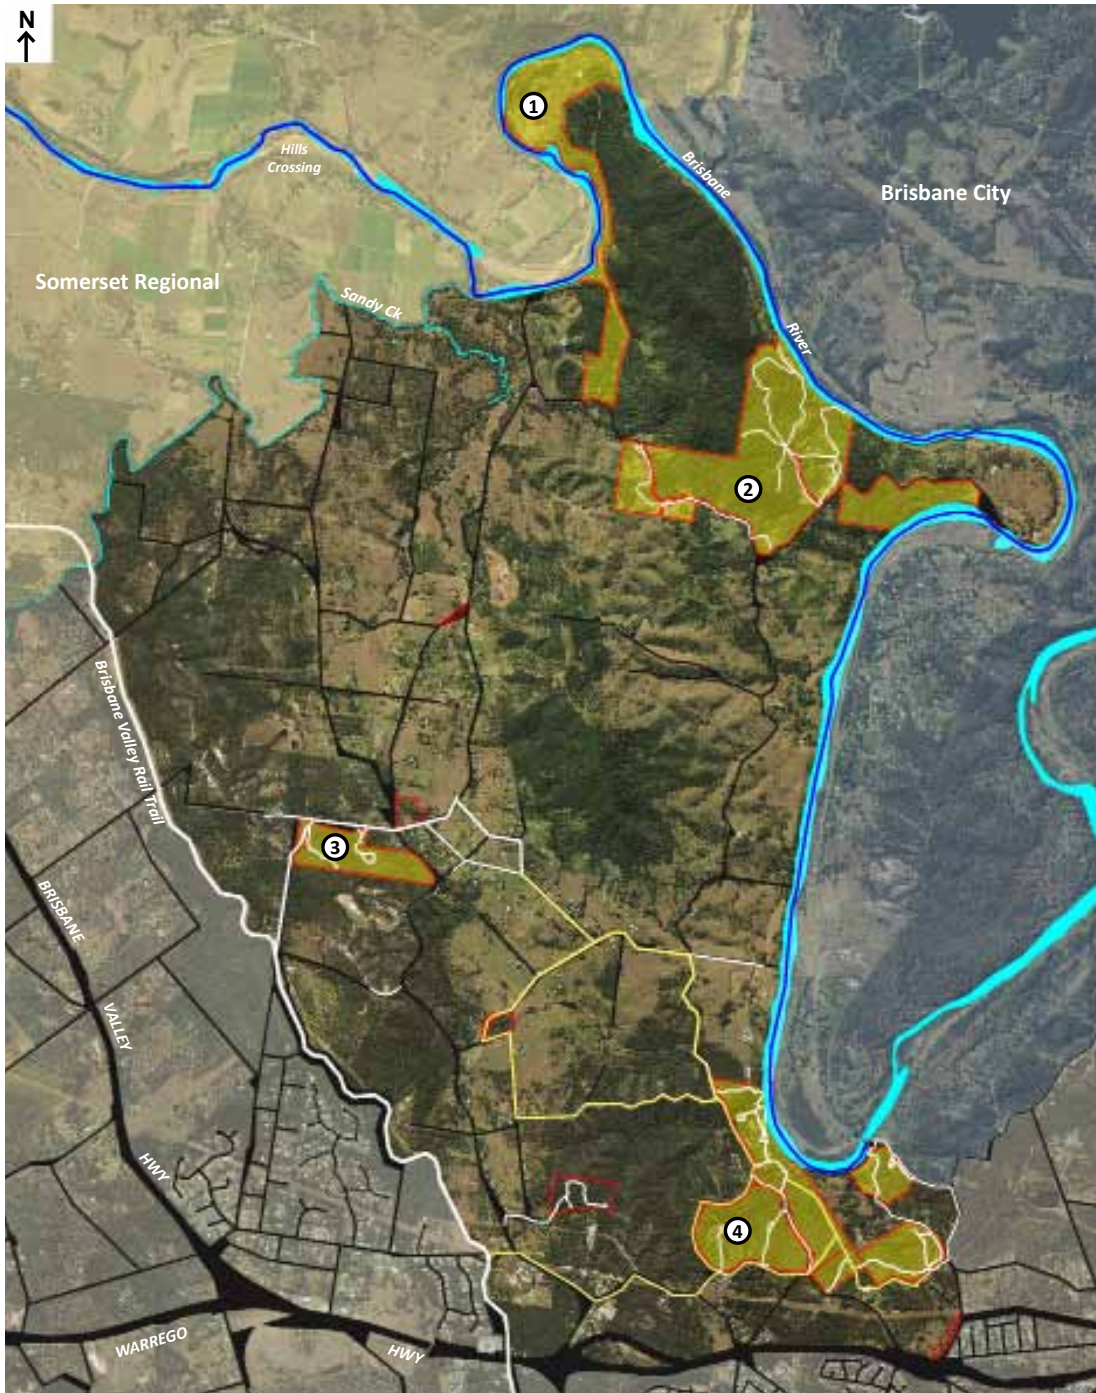 N
1
Hills
Crossing
Brisbane
Brisbane City
Somerset Regional
Sandy Ck
River
2
Brisbane Valley Rail Trail
3
BRISBANE
VALLEY
HWY
4
WARREGO
HWY